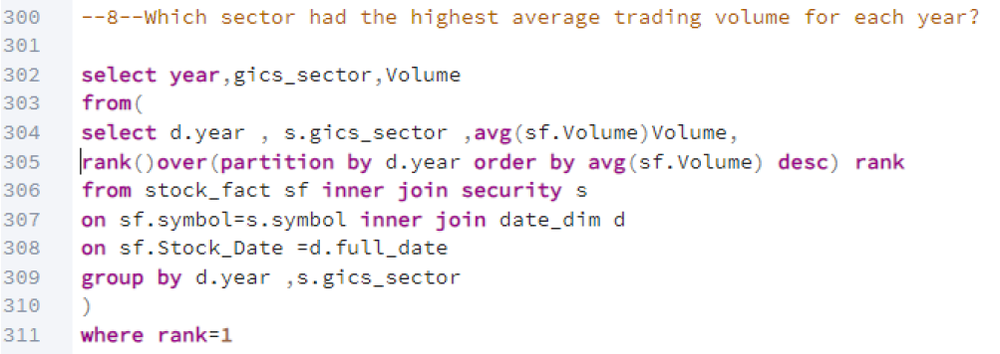 300 --8--Which sector had the highest average trading volume for each year?
301
302 select year,gics_sector,Volume
303 from(
304 select d.year , s.gics_sector ,avg(sf.Volume)Volume,
305 rank()over(partition by d.year order by avg(sf.Volume) desc) rank
306 from stock_fact sf inner join security s
307 on sf.symbol=s.symbol inner join date_dim d
308 on sf.Stock_Date =d.full_date
309 group by d.year ,s.gics_sector
310 )
311 where rank=1